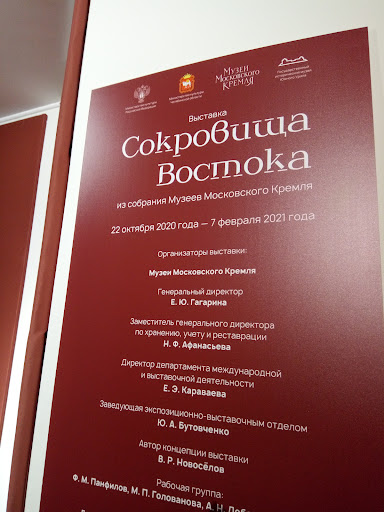 Музеи
Московского
Кремля
Выставка
Сокровища
Востока
из собрания Музеев Московского Кремля
22 октября 2020 года — 7 февраля 2021 года
Организаторы выставки:
Музеи Московского Кремля
Генеральный директор
Е. Ю. Гагарина
Заместитель генерального директора
по хранению, учету и реставрации
Н. Ф. Афанасьева
Директор департамента международной
и выставочной деятельности
Е. Э. Караваева
Заведующая экспозиционно-выставочным отделом
Ю. А. Бутовченко
Автор концепции выставки
В. Р. Новосёлов
Рабочая группа:
Ф. М. Панфилов, М. П. Голованова, А. Н.